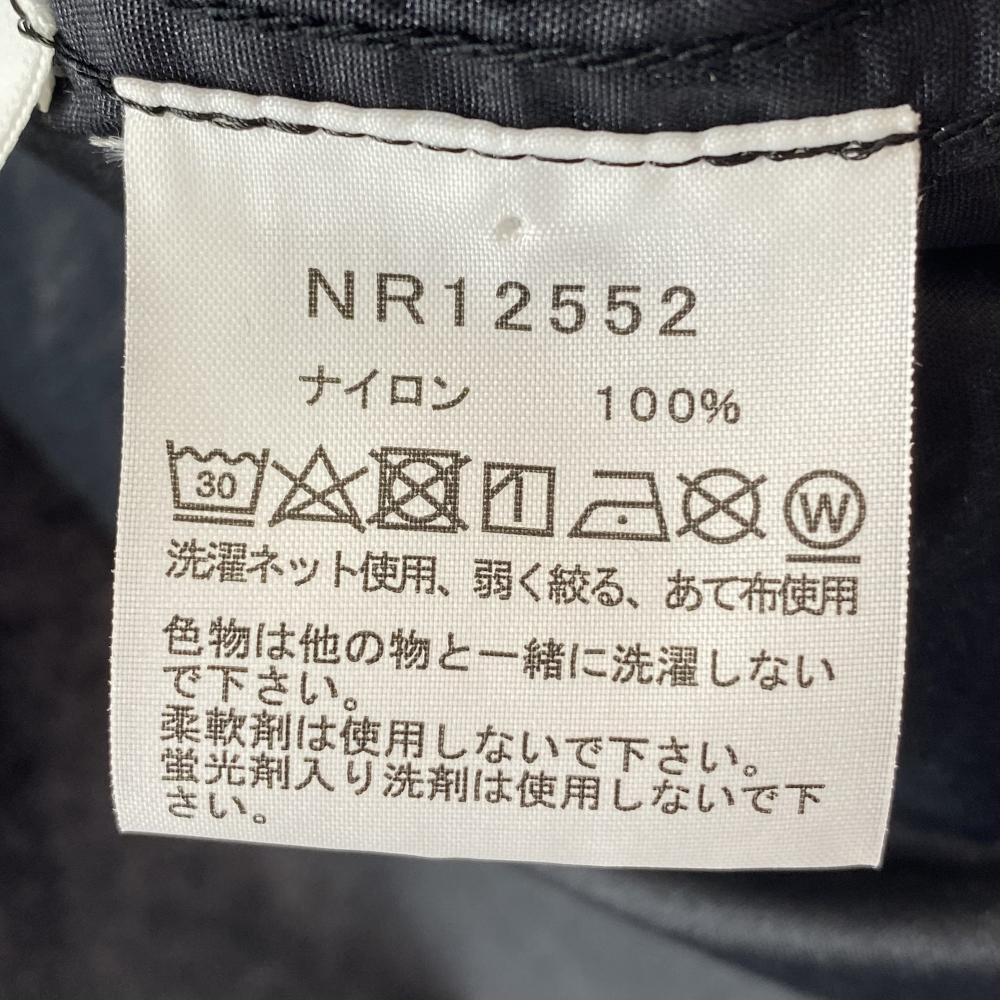 NR12552
ナイロン 100%
30 W
洗濯ネット使用、弱く絞る、あて布使用
色物は他の物と一緒に洗濯しない
で下さい。
柔軟剤は使用しないで下さい。
蛍光剤入り洗剤は使用しないで下
さい。